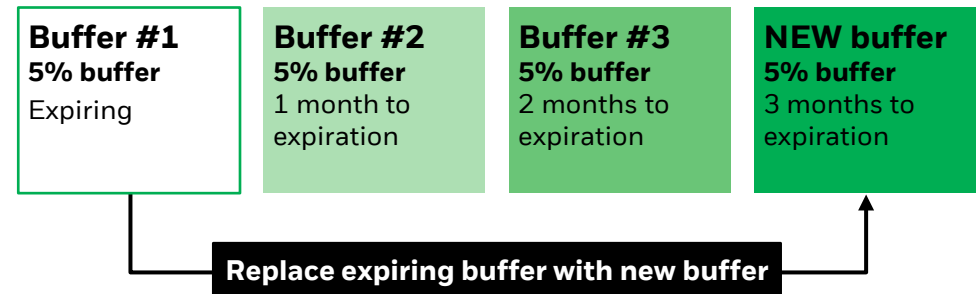 Buffer #1
5% buffer
Expiring
Buffer #2
5% buffer
1 month to
expiration
Buffer #3
5% buffer
2 months to
expiration
NEW buffer
5% buffer
3 months to
expiration
Replace expiring buffer with new buffer